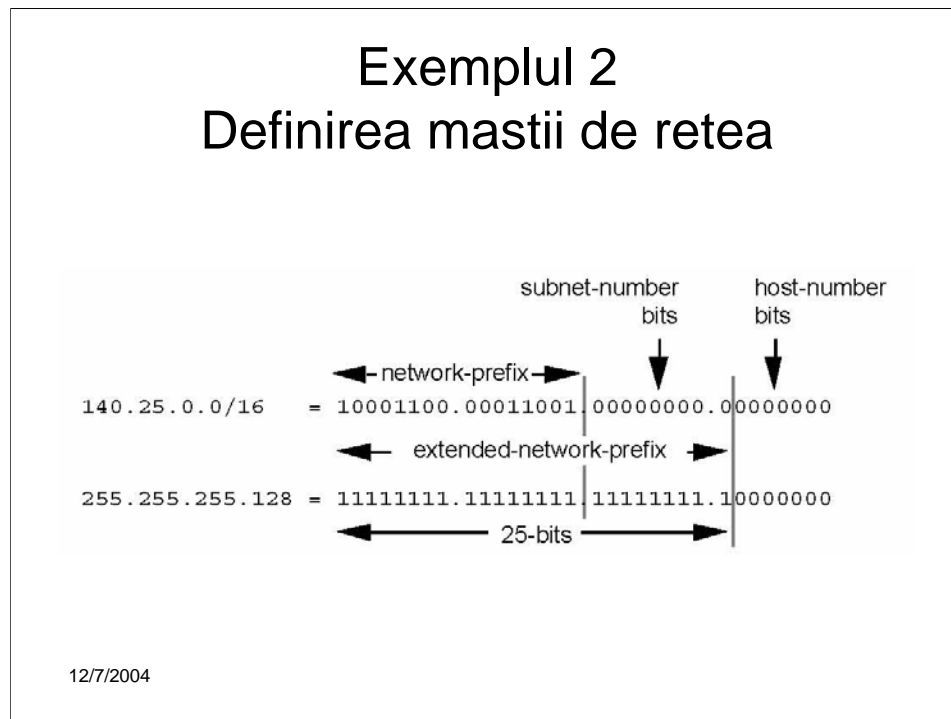 Exemplul 2
Definirea mastii de retea
subnet-number
bits
host-number
bits
network-prefix
140.25.0.0/16 = 10001100.00011001.00000000.00000000
extended-network-prefix
255.255.255.128 = 11111111.11111111.11111111.10000000
25-bits
12/7/2004